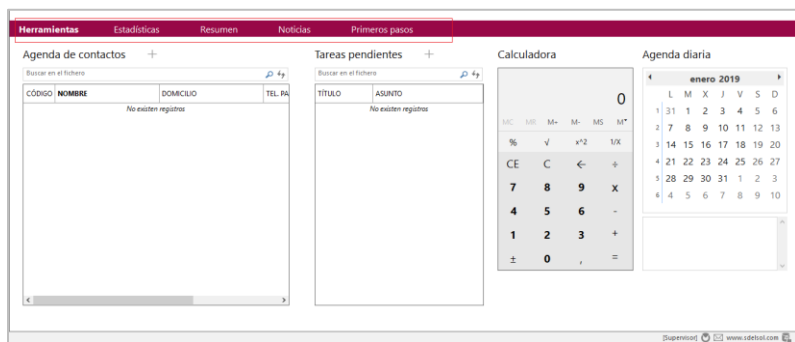 Herramientas Estadísticas Resumen Noticias Primeros pasos
Agenda de contactos +
Buscar en el fichero
CÓDIGO NOMBRE DOMICILIO TEL. PA
No existen registros
Tareas pendientes +
Buscar en el fichero
TÍTULO ASUNTO
No existen registros
Calculadora
0
MC MR M+ M- MS M▾
% √ x^2 1/X
CE C ← ÷
7 8 9 X
4 5 6 -
1 2 3 +
± 0 , =
Agenda diaria
enero 2019
L M X J V S D
1 31 1 2 3 4 5 6
2 7 8 9 10 11 12 13
3 14 15 16 17 18 19 20
4 21 22 23 24 25 26 27
5 28 29 30 31 1 2 3
6 4 5 6 7 8 9 10
[Supervisor] www.sdelsol.com